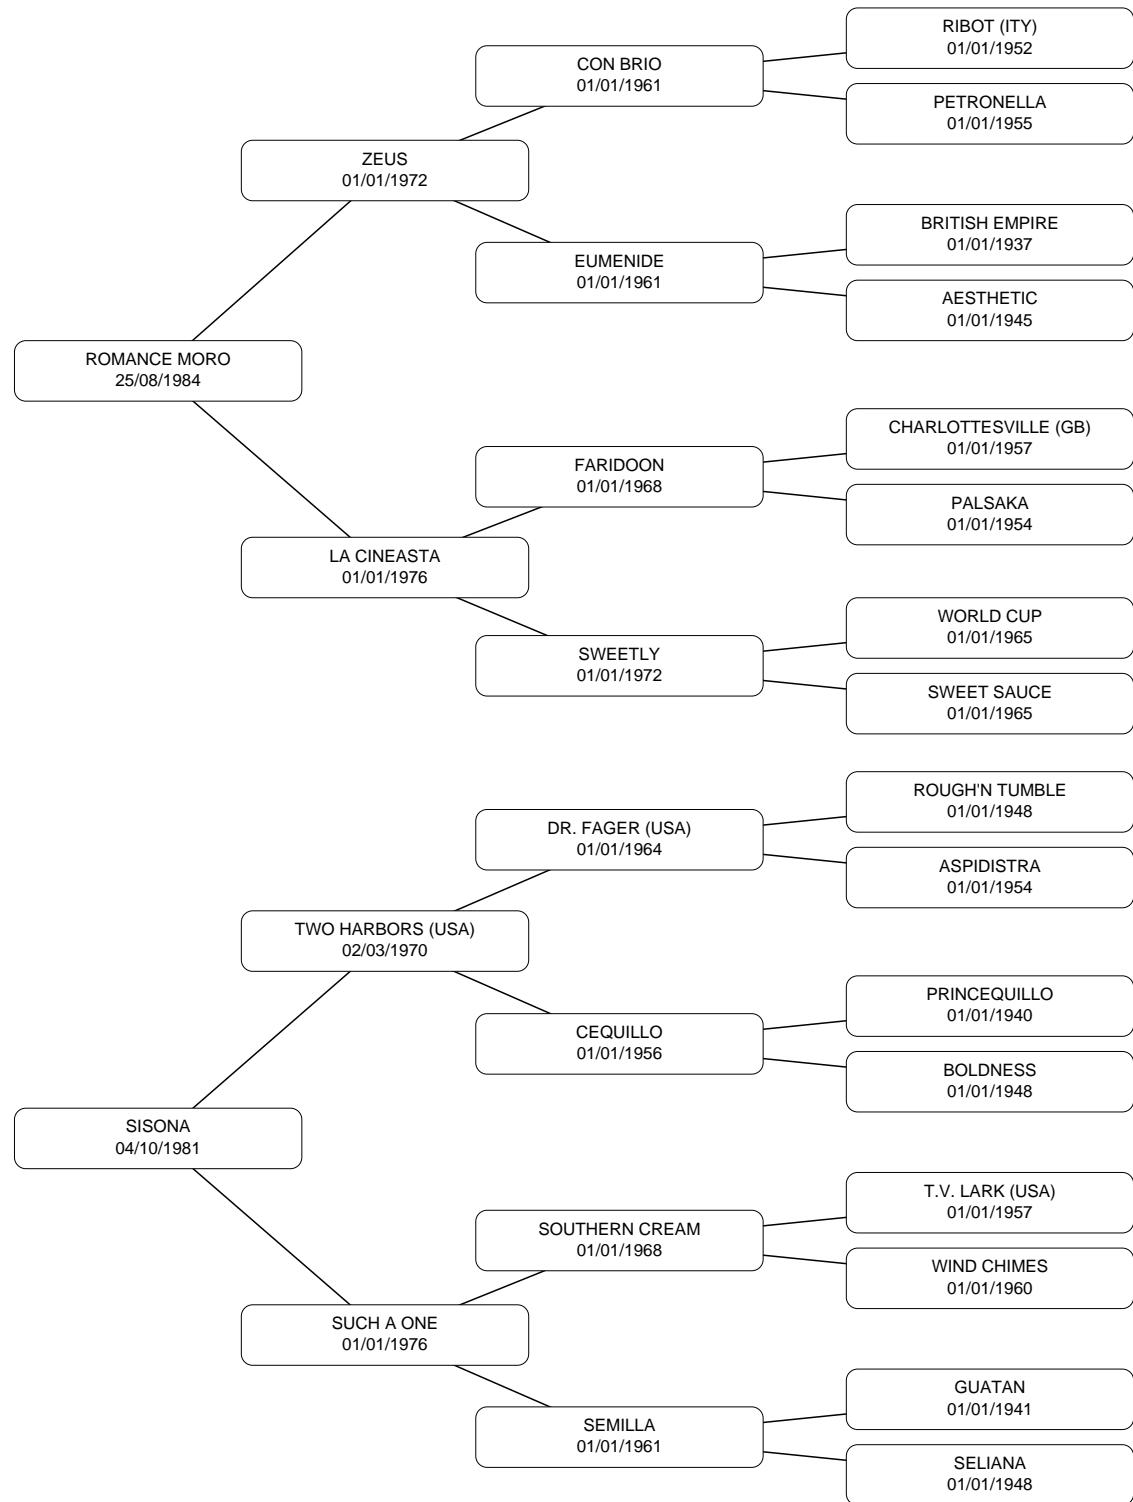 RIBOT (ITY)
01/01/1952
CON BRIO
01/01/1961
PETRONELLA
01/01/1955
ZEUS
01/01/1972
BRITISH EMPIRE
01/01/1937
EUMENIDE
01/01/1961
AESTHETIC
01/01/1945
ROMANCE MORO
25/08/1984
CHARLOTTESVILLE (GB)
01/01/1957
FARIDOON
01/01/1968
PALSAKA
01/01/1954
LA CINEASTA
01/01/1976
WORLD CUP
01/01/1965
SWEETLY
01/01/1972
SWEET SAUCE
01/01/1965
ROUGH'N TUMBLE
01/01/1948
DR. FAGER (USA)
01/01/1964
ASPIDISTRA
01/01/1954
TWO HARBORS (USA)
02/03/1970
PRINCEQUILLO
01/01/1940
CEQUILLO
01/01/1956
BOLDNESS
01/01/1948
SISONA
04/10/1981
T.V. LARK (USA)
01/01/1957
SOUTHERN CREAM
01/01/1968
WIND CHIMES
01/01/1960
SUCH A ONE
01/01/1976
GUATAN
01/01/1941
SEMILLA
01/01/1961
SELIANA
01/01/1948